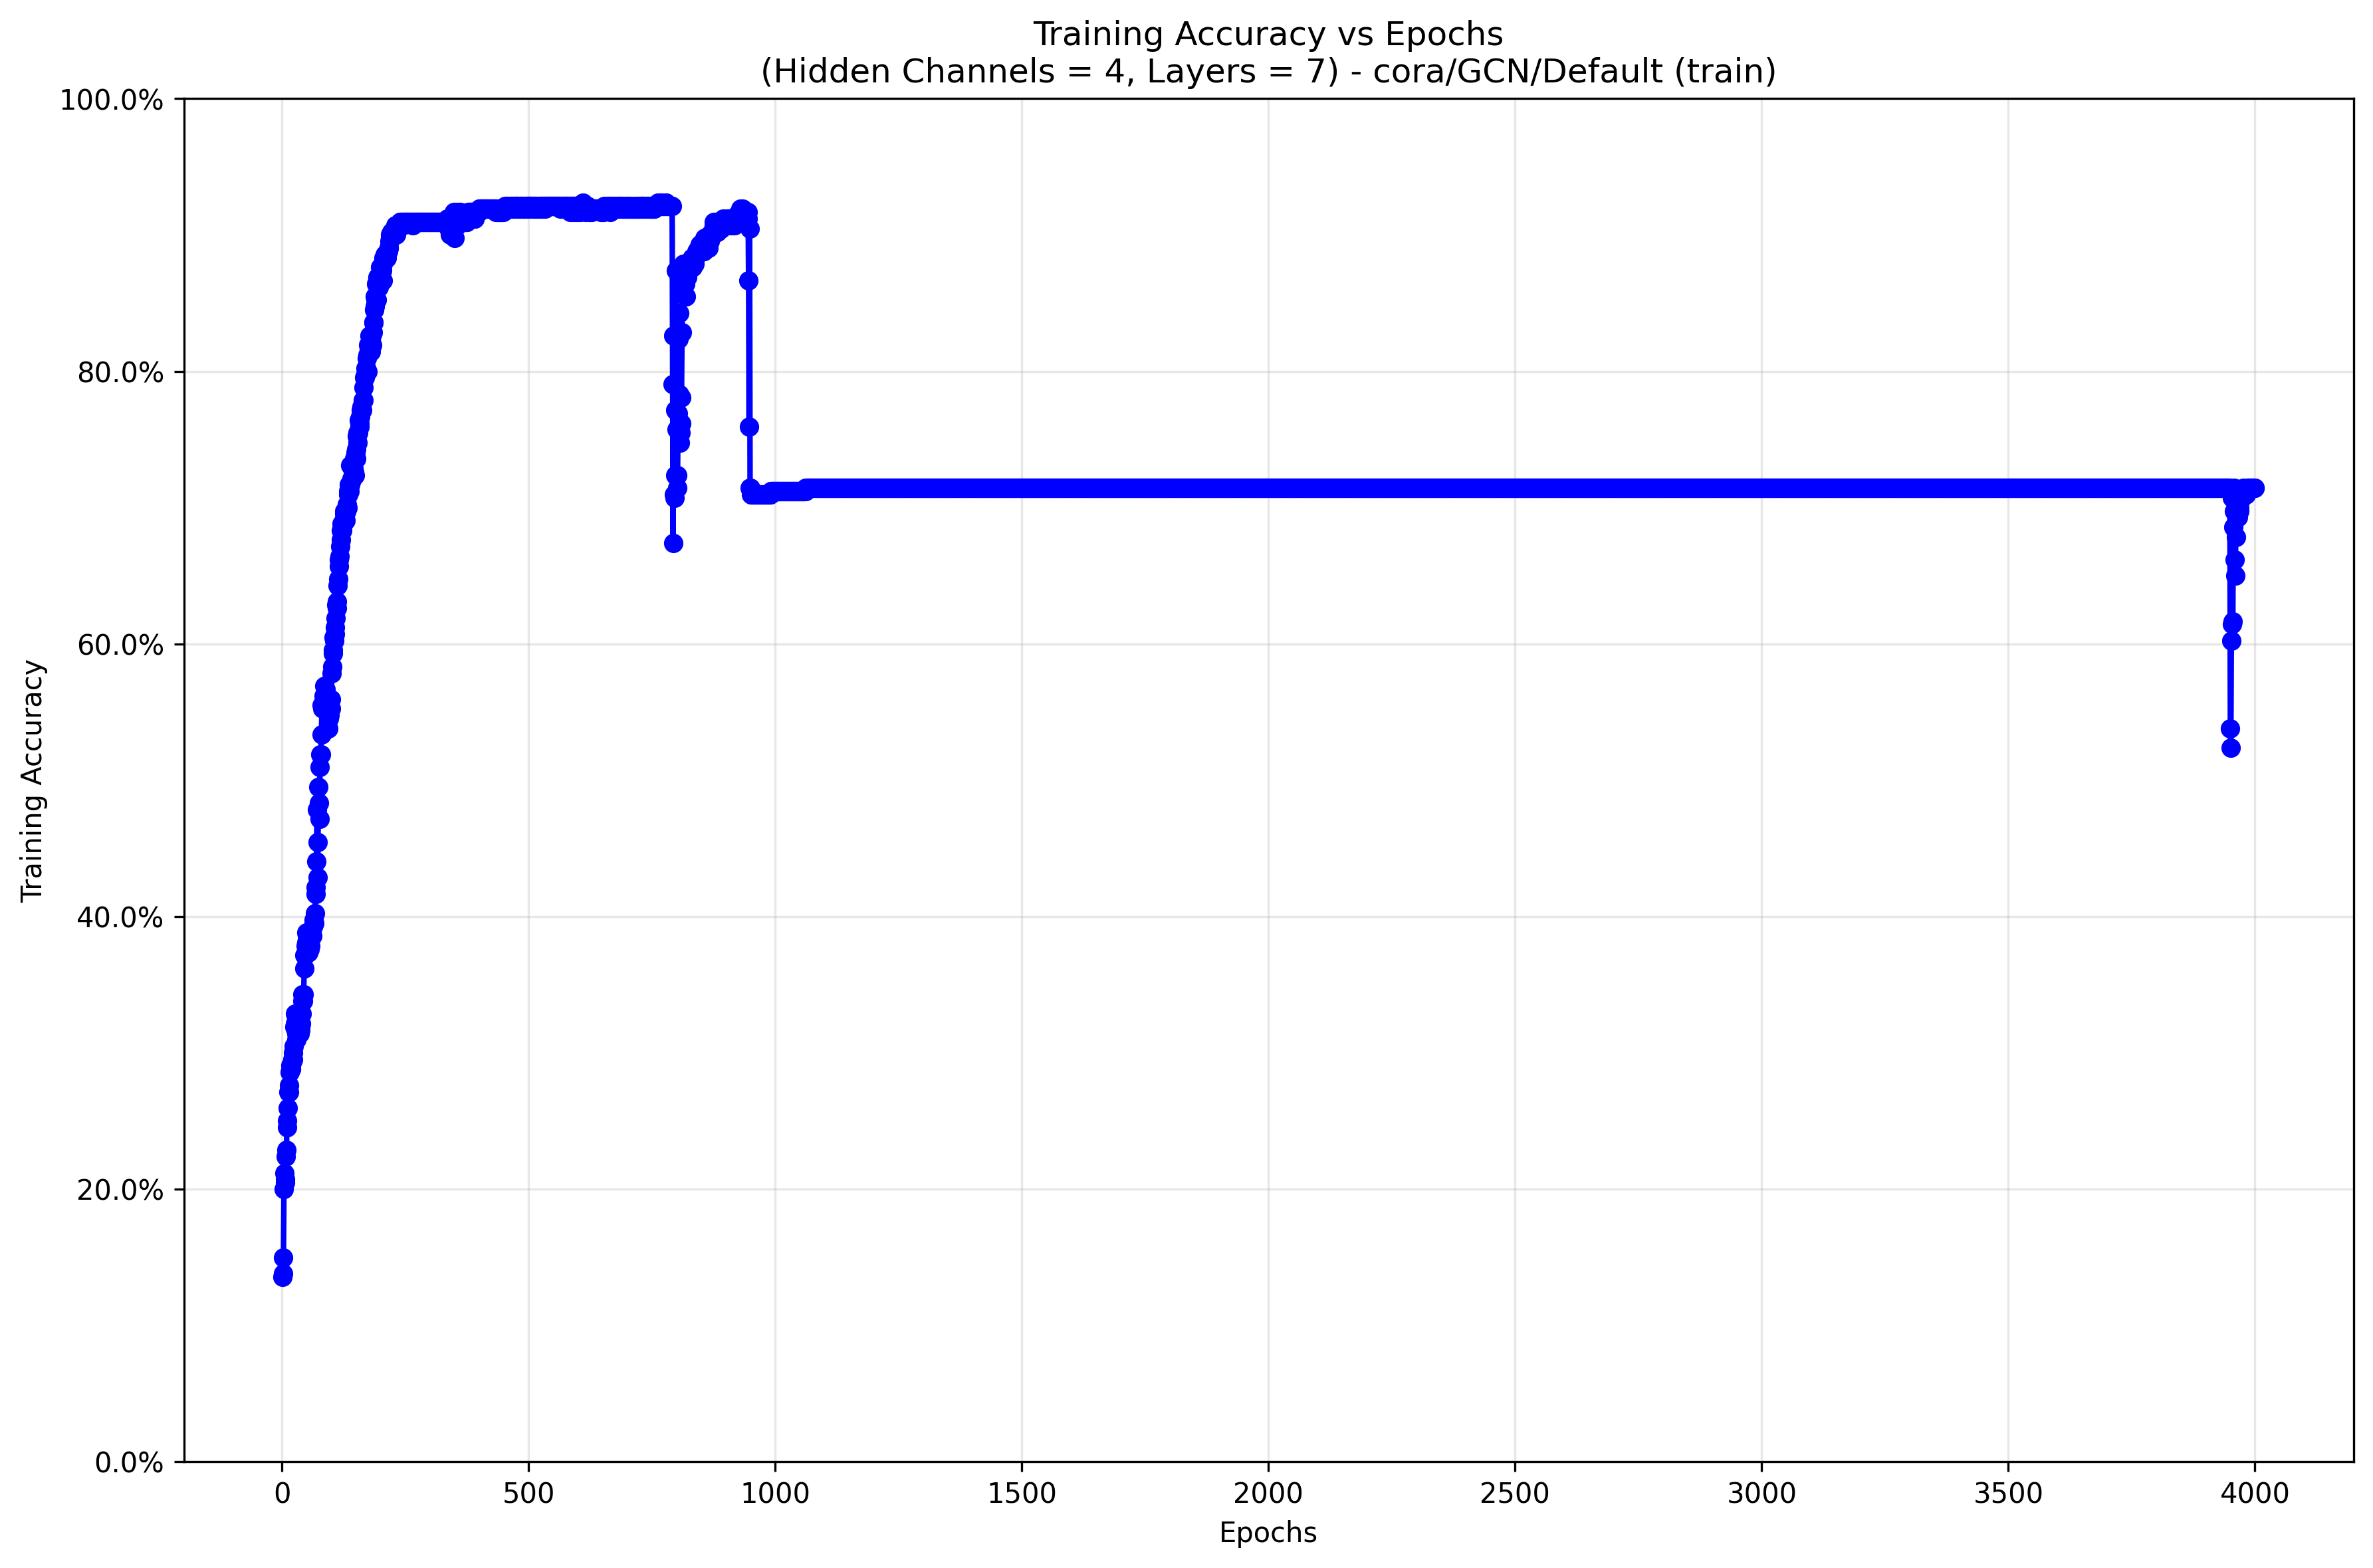 Training Accuracy vs Epochs
(Hidden Channels = 4, Layers = 7) - cora/GCN/Default (train)
100.0%
80.0%
60.0%
40.0%
20.0%
0.0%
Training Accuracy
0 500 1000 1500 2000 2500 3000 3500 4000
Epochs